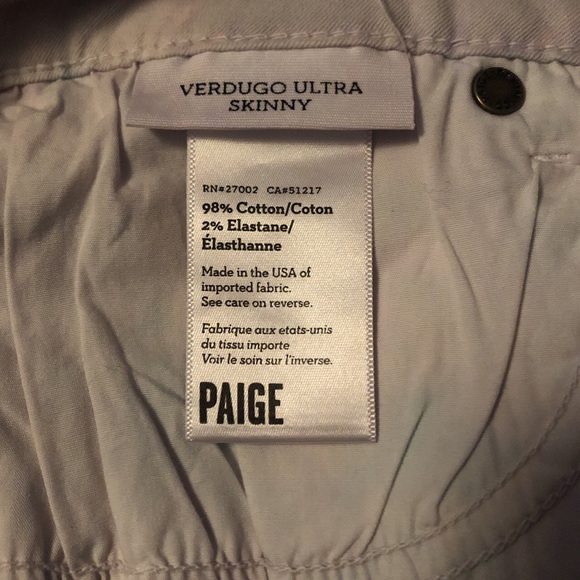 VERDUGO ULTRA
SKINNY
RN#27002 CA#51217
98% Cotton/Coton
2% Elastane/
Élasthanne
Made in the USA of
imported fabric.
See care on reverse.
Fabrique aux etats-unis
du tissu importe
Voir le soin sur l'inverse.
PAIGE